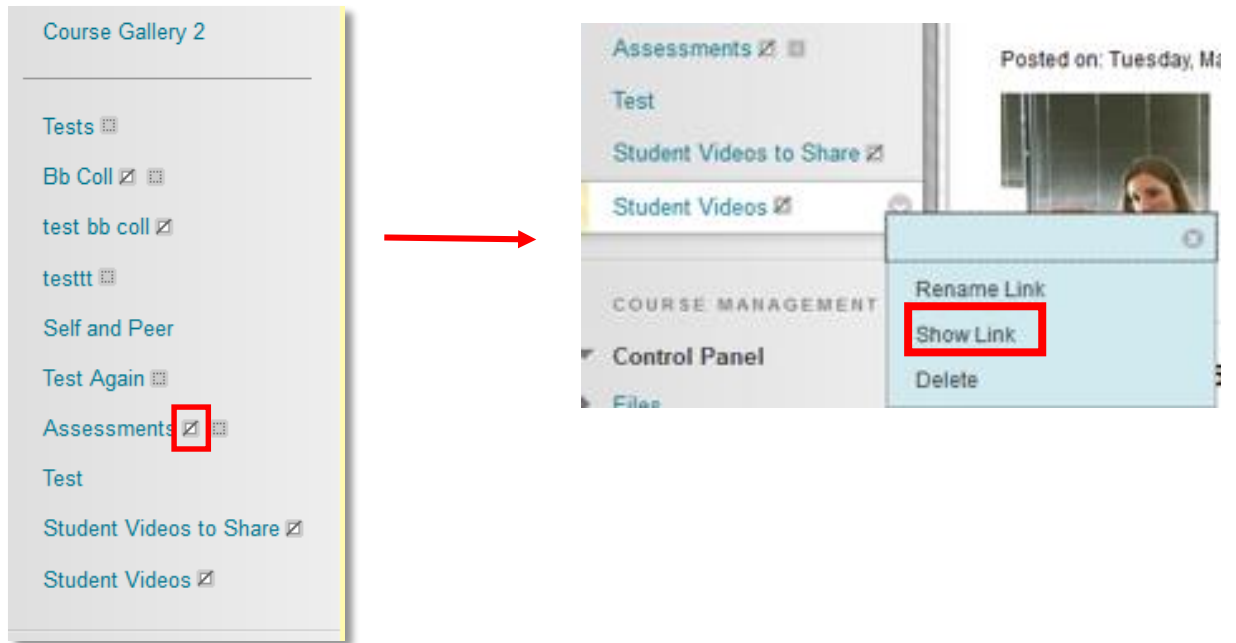 Course Gallery 2
Tests
Bb Coll
test bb coll
testtt
Self and Peer
Test Again
Assessments
Test
Student Videos to Share
Student Videos
Assessments
Test
Student Videos to Share
Student Videos
COURSE MANAGEMENT
Control Panel
Files
Posted on: Tuesday,
Rename Link
Show Link
Delete